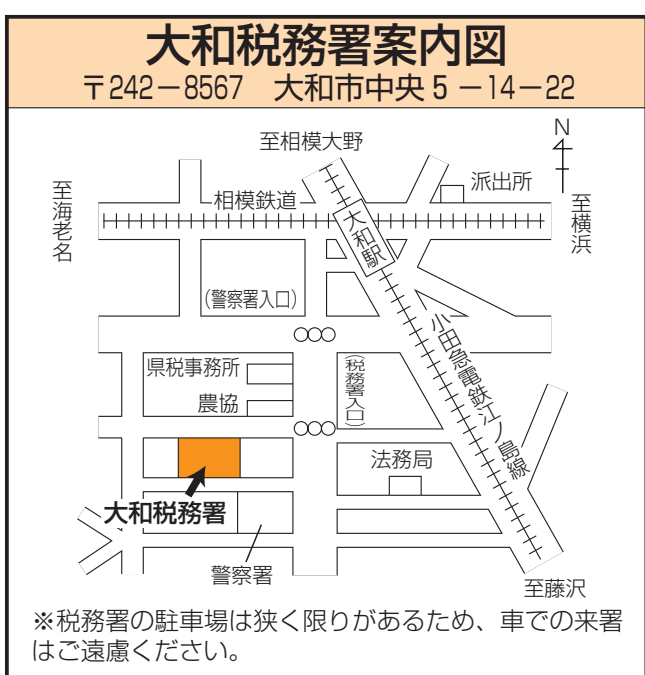 大和税務署案内図
〒242－8567　大和市中央５－14－22
至相模大野
N
派出所
至海老名
相模鉄道
至横浜
大和駅
(警察署入口)
小田急電鉄江ノ島線
県税事務所
(税務署入口)
農協
法務局
大和税務署
警察署
至藤沢
※税務署の駐車場は狭く限りがあるため、車での来署
はご遠慮ください。